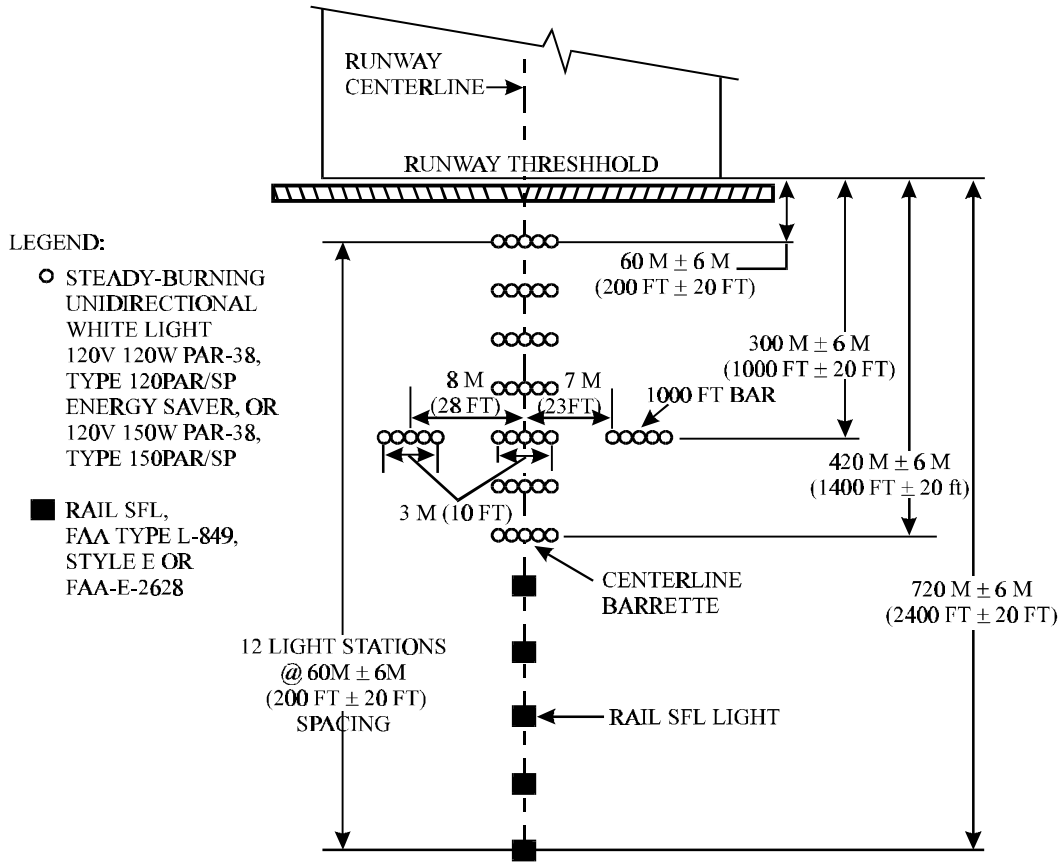 RUNWAY
CENTERLINE
RUNWAY THRESHHOLD
LEGEND:
STEADY-BURNING
UNIDIRECTIONAL
WHITE LIGHT
120V 120W PAR-38,
TYPE 120PAR/SP
ENERGY SAVER, OR
120V 150W PAR-38,
TYPE 150PAR/SP
RAIL SFL,
FAA TYPE L-849,
STYLE E OR
FAA-E-2628
60 M ± 6 M
(200 FT ± 20 FT)
300 M ± 6 M
(1000 FT ± 20 FT)
8 M
(28 FT)
7 M
(23FT)
1000 FT BAR
420 M ± 6 M
(1400 FT ± 20 ft)
3 M (10 FT)
CENTERLINE
BARRETTE
720 M ± 6 M
(2400 FT ± 20 FT)
12 LIGHT STATIONS
@ 60M ± 6M
(200 FT ± 20 FT)
SPACING
RAIL SFL LIGHT